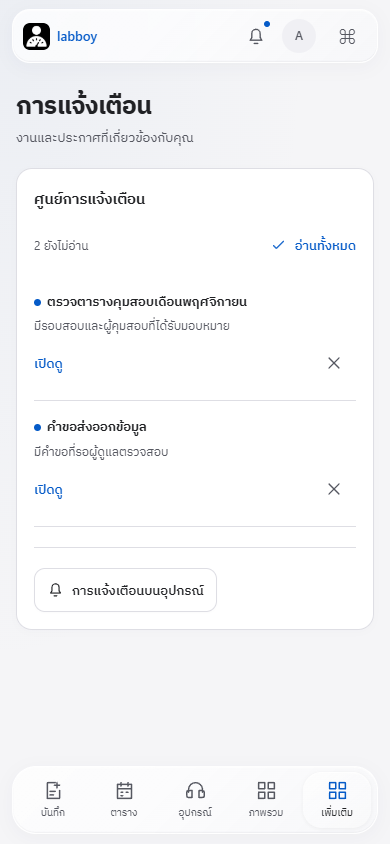 labboy
A
การแจ้งเตือน
งานและประกาศที่เกี่ยวข้องกับคุณ
ศูนย์การแจ้งเตือน
2 ยังไม่อ่าน
อ่านทั้งหมด
ตรวจตารางคุมสอบเดือนพฤศจิกายน
มีรอบสอบและผู้คุมสอบที่ได้รับมอบหมาย
เปิดดู
คำขอส่งออกข้อมูล
มีคำขอที่รอผู้ดูแลตรวจสอบ
เปิดดู
การแจ้งเตือนบนอุปกรณ์
บันทึก
ตาราง
อุปกรณ์
ภาพรวม
เพิ่มเติม